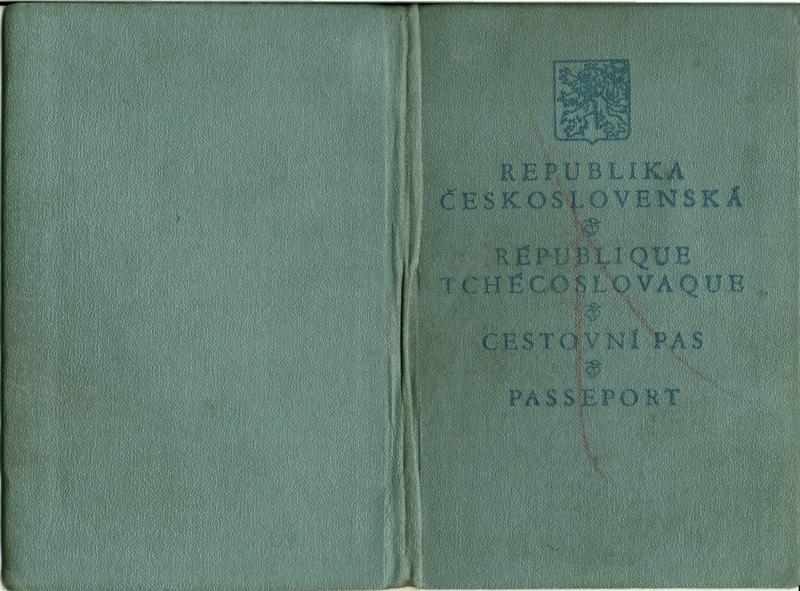 REPUBLIKA
ČESKOSLOVENSKÁ
RÉPUBLIQUE
TCHÉCOSLOVAQUE
CESTOVNÍ PAS
PASSEPORT